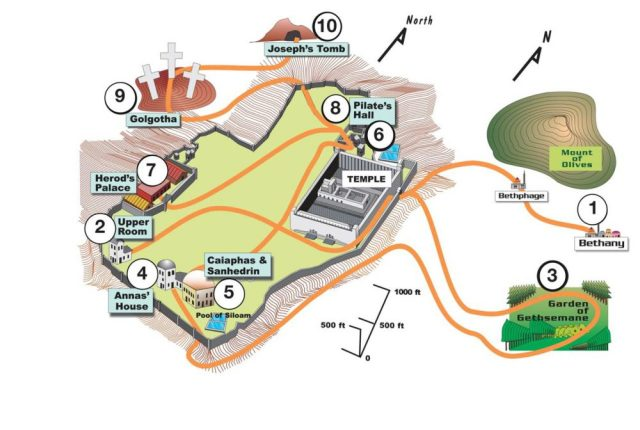 10
Joseph's Tomb
North
N
9
Golgotha
8
Pilate's
Hall
6
Mount
of
Olives
7
Herod's
Palace
TEMPLE
Bethphage
1
Bethany
2
Upper
Room
4
Annas'
House
Caiaphas &
Sanhedrin
5
Pool of Siloam
3
Garden
of
Gethsemane
1000 ft
500 ft
500 ft
0